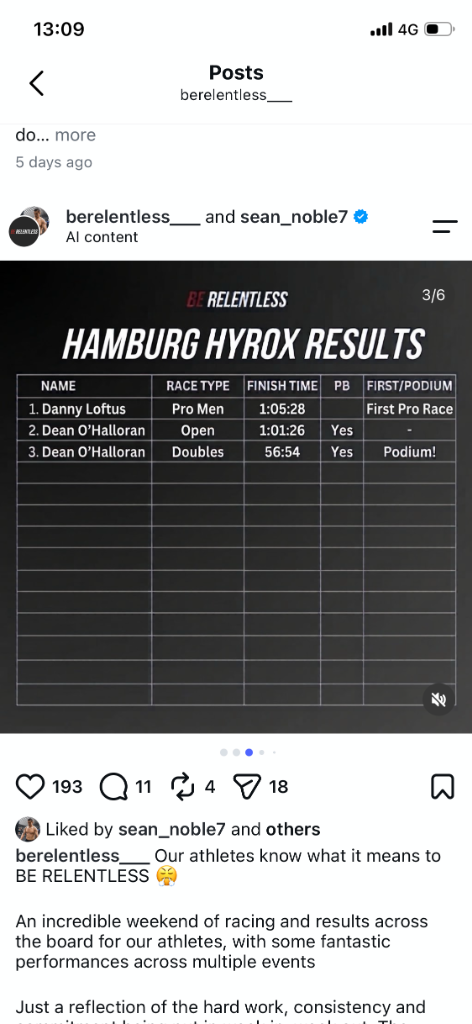 13:09
4G
Posts
berelentless___
do... more
5 days ago
berelentless___ and sean_noble7
AI content
BE RELENTLESS
3/6
HAMBURG HYROX RESULTS
NAME RACE TYPE FINISH TIME PB FIRST/PODIUM
1. Danny Loftus Pro Men 1:05:28 First Pro Race
2. Dean O'Halloran Open 1:01:26 Yes -
3. Dean O'Halloran Doubles 56:54 Yes Podium!
193 11 4 18
Liked by sean_noble7 and others
berelentless___ Our athletes know what it means to
BE RELENTLESS 😤
An incredible weekend of racing and results across
the board for our athletes, with some fantastic
performances across multiple events
Just a reflection of the hard work, consistency and